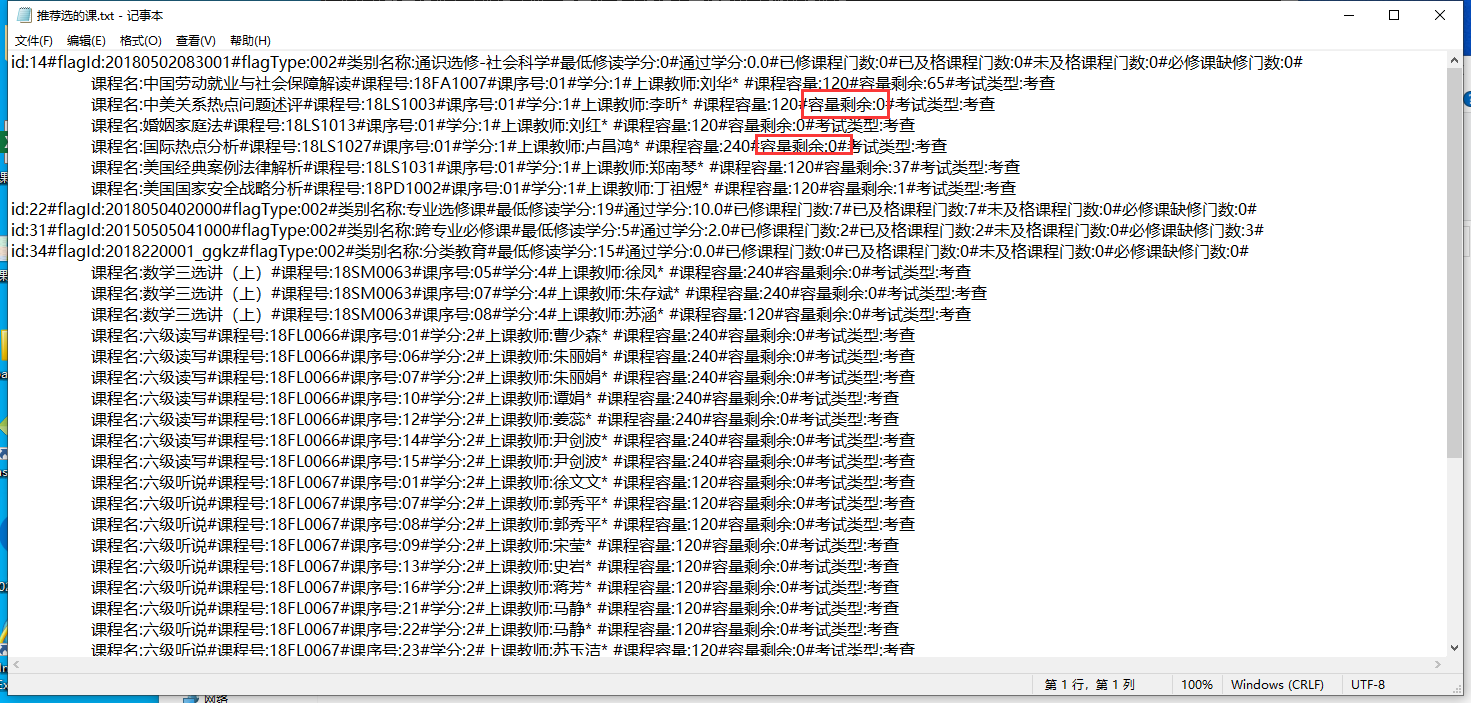 推荐选的课.txt - 记事本
文件(F) 编辑(E) 格式(O) 查看(V) 帮助(H)
id:14#flagId:20180502083001#flagType:002#类别名称:通识选修-社会科学#最低修读学分:0#通过学分:0.0#已修课程门数:0#已及格课程门数:0#未及格课程门数:0#必修课缺修门数:0#
课程名:中国劳动就业与社会保障解读#课程号:18FA1007#课序号:01#学分:1#上课教师:刘华* #课程容量:120#容量剩余:65#考试类型:考查
课程名:中美关系热点问题述评#课程号:18LS1003#课序号:01#学分:1#上课教师:李昕* #课程容量:120#容量剩余:0#考试类型:考查
课程名:婚姻家庭法#课程号:18LS1013#课序号:01#学分:1#上课教师:刘红* #课程容量:120#容量剩余:0#考试类型:考查
课程名:国际热点分析#课程号:18LS1027#课序号:01#学分:1#上课教师:卢昌鸿* #课程容量:240#容量剩余:0#考试类型:考查
课程名:美国经典案例法律解析#课程号:18LS1031#课序号:01#学分:1#上课教师:郑南琴* #课程容量:120#容量剩余:37#考试类型:考查
课程名:美国国家安全战略分析#课程号:18PD1002#课序号:01#学分:1#上课教师:丁祖煜* #课程容量:120#容量剩余:1#考试类型:考查
id:22#flagId:2018050402000#flagType:002#类别名称:专业选修课#最低修读学分:19#通过学分:10.0#已修课程门数:7#已及格课程门数:7#未及格课程门数:0#必修课缺修门数:0#
id:31#flagId:20150505041000#flagType:002#类别名称:跨专业必修课#最低修读学分:5#通过学分:2.0#已修课程门数:2#已及格课程门数:2#未及格课程门数:0#必修课缺修门数:3#
id:34#flagId:2018220001_ggkz#flagType:002#类别名称:分类教育#最低修读学分:15#通过学分:0.0#已修课程门数:0#已及格课程门数:0#未及格课程门数:0#必修课缺修门数:0#
课程名:数学三选讲（上）#课程号:18SM0063#课序号:05#学分:4#上课教师:徐凤* #课程容量:240#容量剩余:0#考试类型:考查
课程名:数学三选讲（上）#课程号:18SM0063#课序号:07#学分:4#上课教师:朱存斌* #课程容量:240#容量剩余:0#考试类型:考查
课程名:数学三选讲（上）#课程号:18SM0063#课序号:08#学分:4#上课教师:苏涵* #课程容量:120#容量剩余:0#考试类型:考查
课程名:六级读写#课程号:18FL0066#课序号:01#学分:2#上课教师:曹少森* #课程容量:240#容量剩余:0#考试类型:考查
课程名:六级读写#课程号:18FL0066#课序号:06#学分:2#上课教师:朱丽娟* #课程容量:240#容量剩余:0#考试类型:考查
课程名:六级读写#课程号:18FL0066#课序号:07#学分:2#上课教师:朱丽娟* #课程容量:240#容量剩余:0#考试类型:考查
课程名:六级读写#课程号:18FL0066#课序号:10#学分:2#上课教师:谭娟* #课程容量:240#容量剩余:0#考试类型:考查
课程名:六级读写#课程号:18FL0066#课序号:12#学分:2#上课教师:姜蕊* #课程容量:240#容量剩余:0#考试类型:考查
课程名:六级读写#课程号:18FL0066#课序号:14#学分:2#上课教师:尹剑波* #课程容量:240#容量剩余:0#考试类型:考查
课程名:六级读写#课程号:18FL0066#课序号:15#学分:2#上课教师:尹剑波* #课程容量:240#容量剩余:0#考试类型:考查
课程名:六级听说#课程号:18FL0067#课序号:01#学分:2#上课教师:徐文文* #课程容量:120#容量剩余:0#考试类型:考查
课程名:六级听说#课程号:18FL0067#课序号:07#学分:2#上课教师:郭秀平* #课程容量:120#容量剩余:0#考试类型:考查
课程名:六级听说#课程号:18FL0067#课序号:08#学分:2#上课教师:郭秀平* #课程容量:120#容量剩余:0#考试类型:考查
课程名:六级听说#课程号:18FL0067#课序号:09#学分:2#上课教师:宋莹* #课程容量:120#容量剩余:0#考试类型:考查
课程名:六级听说#课程号:18FL0067#课序号:13#学分:2#上课教师:史岩* #课程容量:120#容量剩余:0#考试类型:考查
课程名:六级听说#课程号:18FL0067#课序号:16#学分:2#上课教师:蒋芳* #课程容量:120#容量剩余:0#考试类型:考查
课程名:六级听说#课程号:18FL0067#课序号:21#学分:2#上课教师:马静* #课程容量:120#容量剩余:0#考试类型:考查
课程名:六级听说#课程号:18FL0067#课序号:22#学分:2#上课教师:马静* #课程容量:120#容量剩余:0#考试类型:考查
课程名:六级听说#课程号:18FL0067#课序号:23#学分:2#上课教师:苏玉洁* #课程容量:120#容量剩余:0#考试类型:考查
第 1 行，第 1 列 100% Windows (CRLF) UTF-8
网络